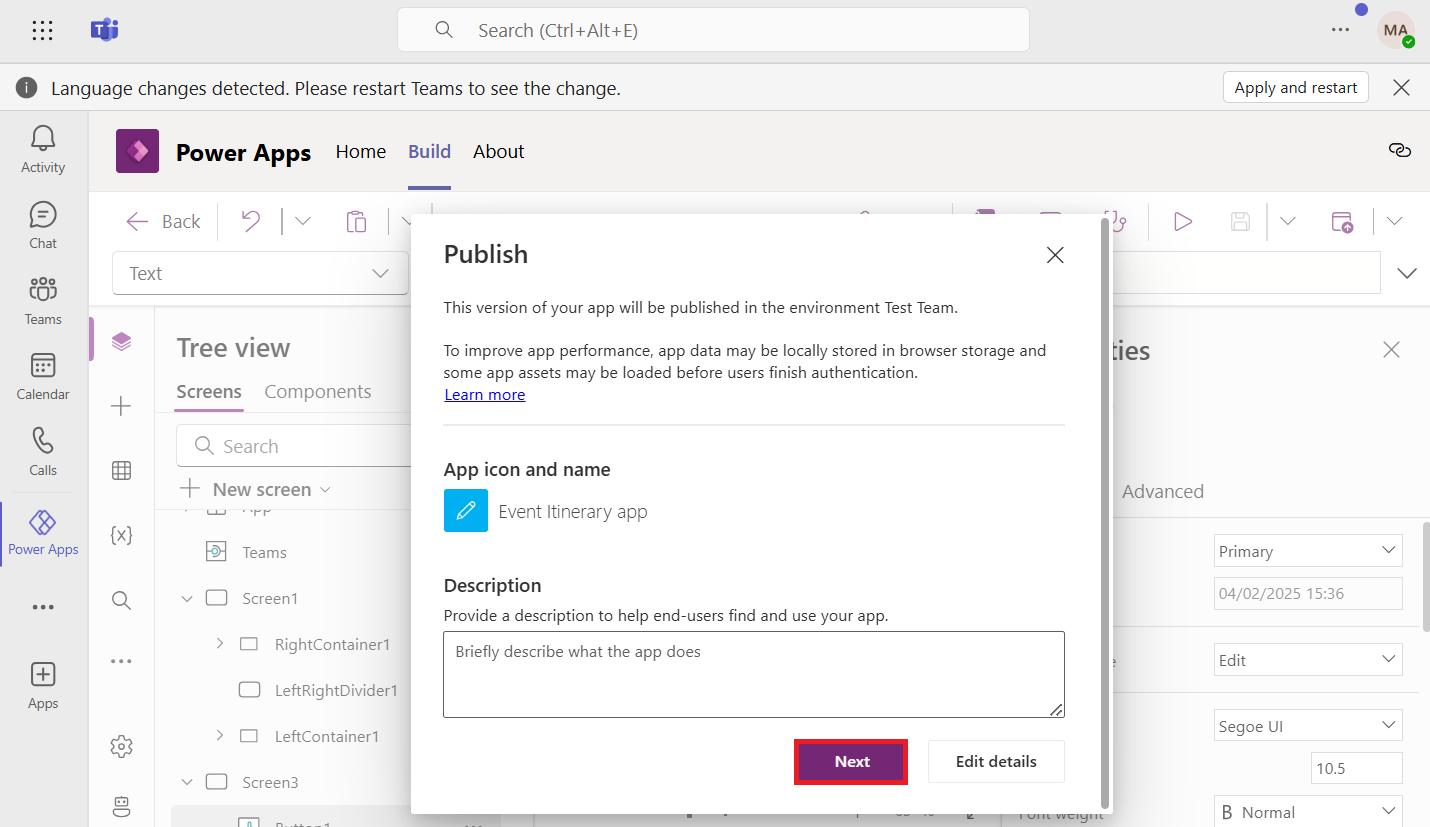 Search (Ctrl+Alt+E)
MA
Language changes detected. Please restart Teams to see the change.
Apply and restart
Activity
Chat
Teams
Calendar
Calls
Power Apps
Apps
Power Apps
Home
Build
About
Back
Text
Tree view
Screens
Components
Search
New screen
App
Teams
Screen1
RightContainer1
LeftRightDivider1
LeftContainer1
Screen3
Button1
Publish
This version of your app will be published in the environment Test Team.
To improve app performance, app data may be locally stored in browser storage and
some app assets may be loaded before users finish authentication.
Learn more
App icon and name
Event Itinerary app
Description
Provide a description to help end-users find and use your app.
Briefly describe what the app does
Next
Edit details
ties
Advanced
Primary
04/02/2025 15:36
Edit
Segoe UI
10.5
Font weight
B Normal